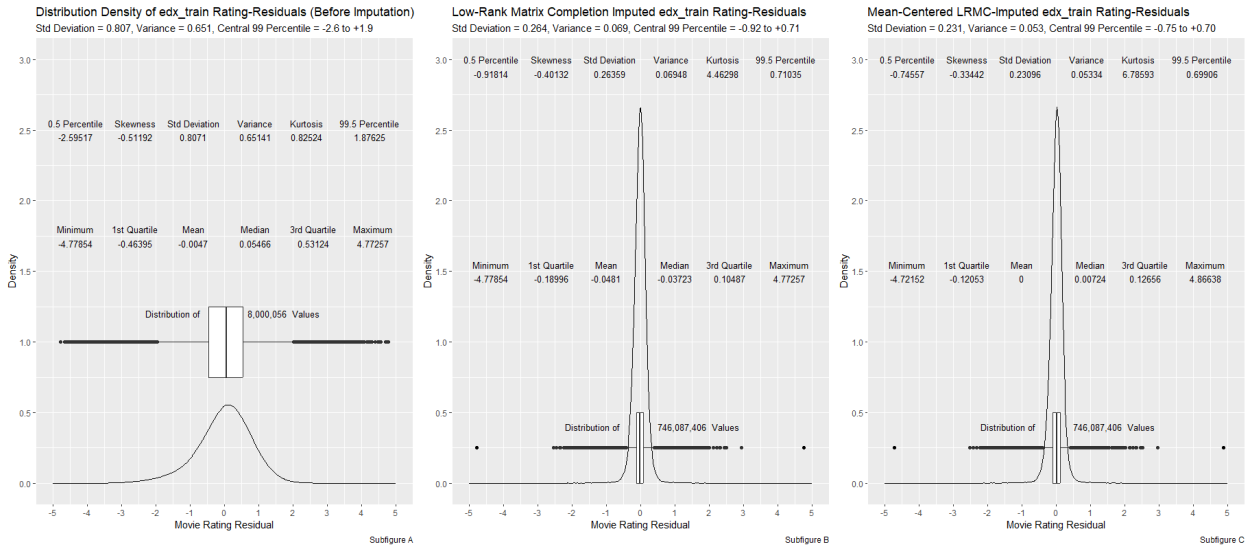 Distribution Density of edx_train Rating-Residuals (Before Imputation)
Std Deviation = 0.807, Variance = 0.651, Central 99 Percentile = -2.6 to +1.9
3.0
2.5
2.0
1.5
1.0
0.5
0.0
Density
0.5 Percentile Skewness Std Deviation Variance Kurtosis 99.5 Percentile
-2.59517 -0.51192 0.8071 0.65141 0.82524 1.87625
Minimum 1st Quartile Mean Median 3rd Quartile Maximum
-4.77854 -0.46395 -0.0047 0.05466 0.53124 4.77257
Distribution of 8,000,056 Values
-5 -4 -3 -2 -1 0 1 2 3 4 5
Movie Rating Residual
Subfigure A
Low-Rank Matrix Completion Imputed edx_train Rating-Residuals
Std Deviation = 0.264, Variance = 0.069, Central 99 Percentile = -0.92 to +0.71
3.0
2.5
2.0
1.5
1.0
0.5
0.0
Density
0.5 Percentile Skewness Std Deviation Variance Kurtosis 99.5 Percentile
-0.91814 -0.40132 0.26359 0.06948 4.46298 0.71035
Minimum 1st Quartile Mean Median 3rd Quartile Maximum
-4.77854 -0.18996 -0.0481 -0.03723 0.10487 4.77257
Distribution of 746,087,406 Values
-5 -4 -3 -2 -1 0 1 2 3 4 5
Movie Rating Residual
Subfigure B
Mean-Centered LRMC-Imputed edx_train Rating-Residuals
Std Deviation = 0.231, Variance = 0.053, Central 99 Percentile = -0.75 to +0.70
3.0
2.5
2.0
1.5
1.0
0.5
0.0
Density
0.5 Percentile Skewness Std Deviation Variance Kurtosis 99.5 Percentile
-0.74557 -0.33442 0.23096 0.05334 6.78593 0.69906
Minimum 1st Quartile Mean Median 3rd Quartile Maximum
-4.72152 -0.12053 0 0.00724 0.12656 4.86638
Distribution of 746,087,406 Values
-5 -4 -3 -2 -1 0 1 2 3 4 5
Movie Rating Residual
Subfigure C